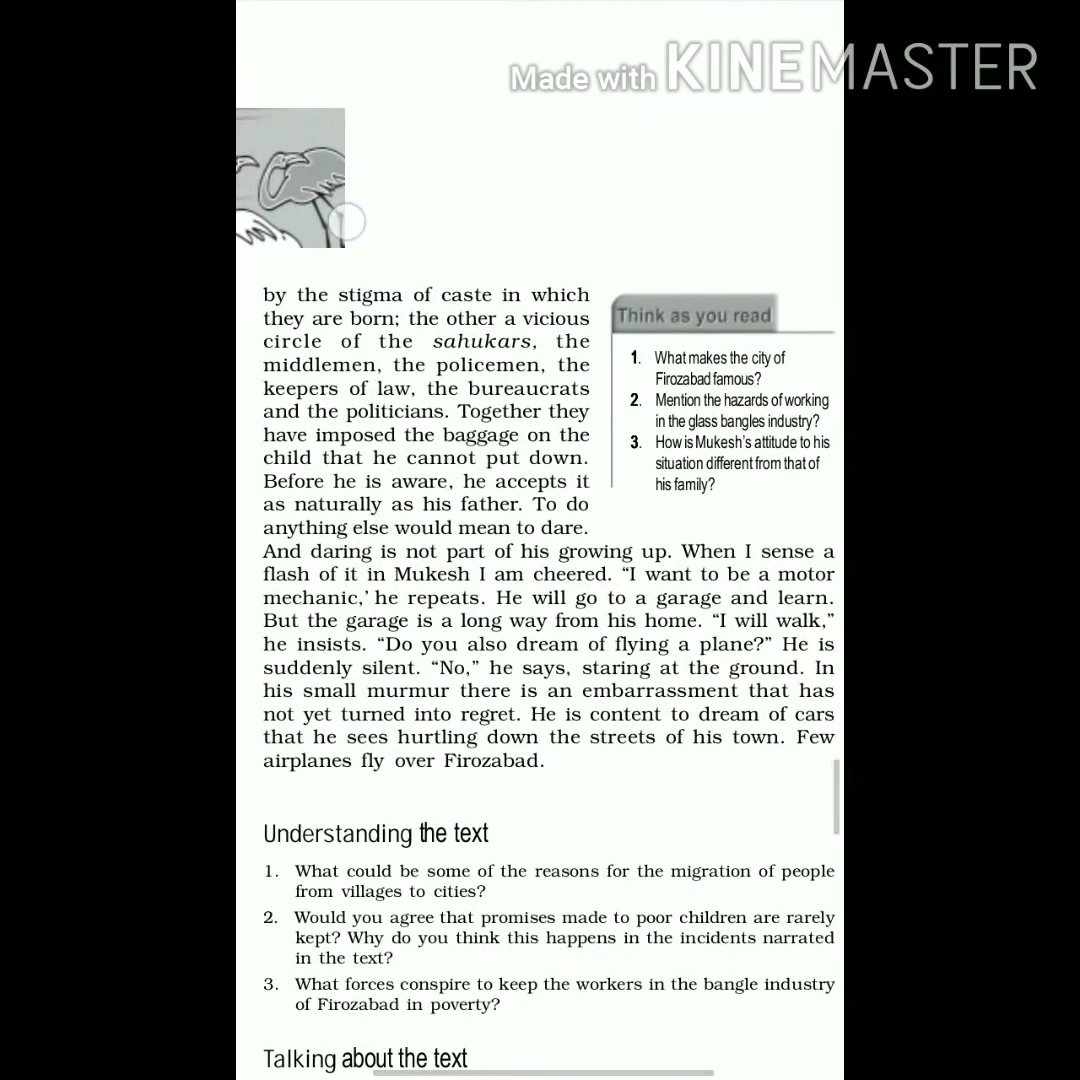 Made with KINEMASTER
by the stigma of caste in which
they are born; the other a vicious
circle of the sahukars, the
middlemen, the policemen, the
keepers of law, the bureaucrats
and the politicians. Together they
have imposed the baggage on the
child that he cannot put down.
Before he is aware, he accepts it
as naturally as his father. To do
anything else would mean to dare.
Think as you read
1. What makes the city of
Firozabad famous?
2. Mention the hazards of working
in the glass bangles industry?
3. How is Mukesh's attitude to his
situation different from that of
his family?
And daring is not part of his growing up. When I sense a
flash of it in Mukesh I am cheered. “I want to be a motor
mechanic,’ he repeats. He will go to a garage and learn.
But the garage is a long way from his home. “I will walk,”
he insists. “Do you also dream of flying a plane?” He is
suddenly silent. “No,” he says, staring at the ground. In
his small murmur there is an embarrassment that has
not yet turned into regret. He is content to dream of cars
that he sees hurtling down the streets of his town. Few
airplanes fly over Firozabad.
Understanding the text
1. What could be some of the reasons for the migration of people
from villages to cities?
2. Would you agree that promises made to poor children are rarely
kept? Why do you think this happens in the incidents narrated
in the text?
3. What forces conspire to keep the workers in the bangle industry
of Firozabad in poverty?
Talking about the text